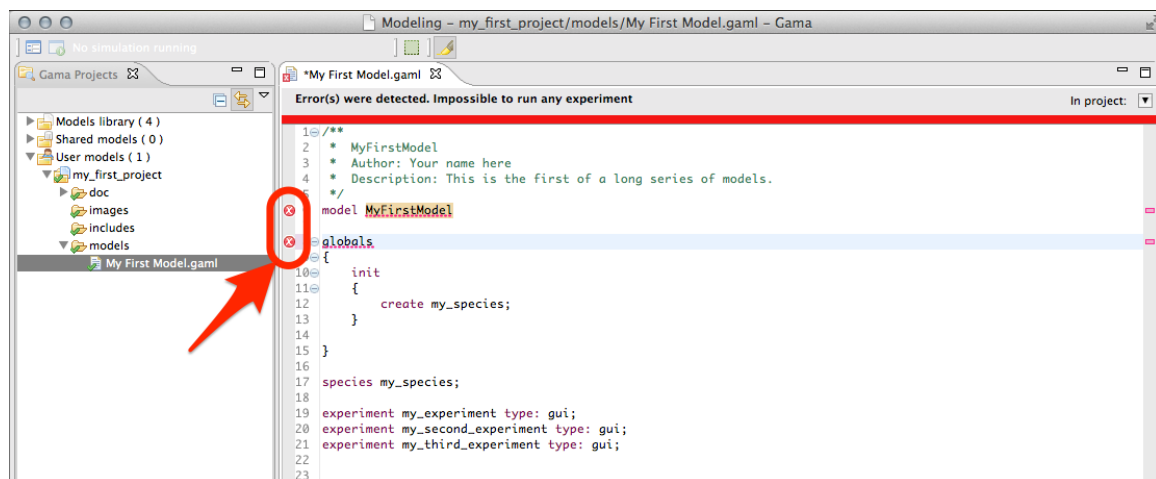 Modeling – my_first_project/models/My First Model.gaml – Gama
No simulation running
Gama Projects
*My First Model.gaml
Error(s) were detected. Impossible to run any experiment
In project:
Models library ( 4 )
Shared models ( 0 )
User models ( 1 )
my_first_project
doc
images
includes
models
My First Model.gaml
1 /**
2 * MyFirstModel
3 * Author: Your name here
4 * Description: This is the first of a long series of models.
5 */
model MyFirstModel
globals
{
10 init
11 {
12 create my_species;
13 }
14
15 }
16
17 species my_species;
18
19 experiment my_experiment type: gui;
20 experiment my_second_experiment type: gui;
21 experiment my_third_experiment type: gui;
22
23